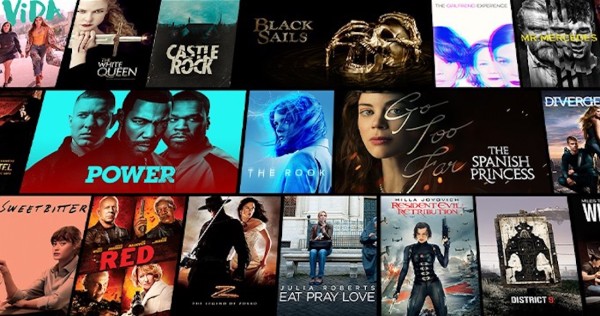 ViDA
THE
WHITE
QUEEN
CASTLE
ROCK
BLACK
SAILS
THE GIRLFRIEND EXPERIENCE
MR MERCEDES
POWER
THE ROOK
Go
Too
Far
THE
SPANISH
PRINCESS
DIVERGE
SWEETBITTER
RED
Z
THE LEGEND OF ZORRO
JULIA ROBERTS
EAT PRAY LOVE
MILLA JOVOVICH
RESIDENT EVIL
RETRIBUTION
DISTRICT 9